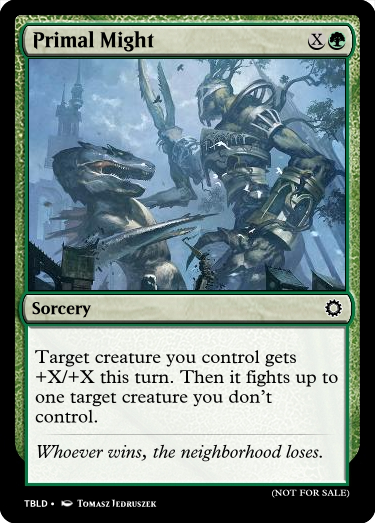 Primal Might X
Sorcery
Target creature you control gets
+X/+X this turn. Then it fights up to
one target creature you don't
control.
Whoever wins, the neighborhood loses.
(NOT FOR SALE)
TBLD • Tomasz Jedruszek